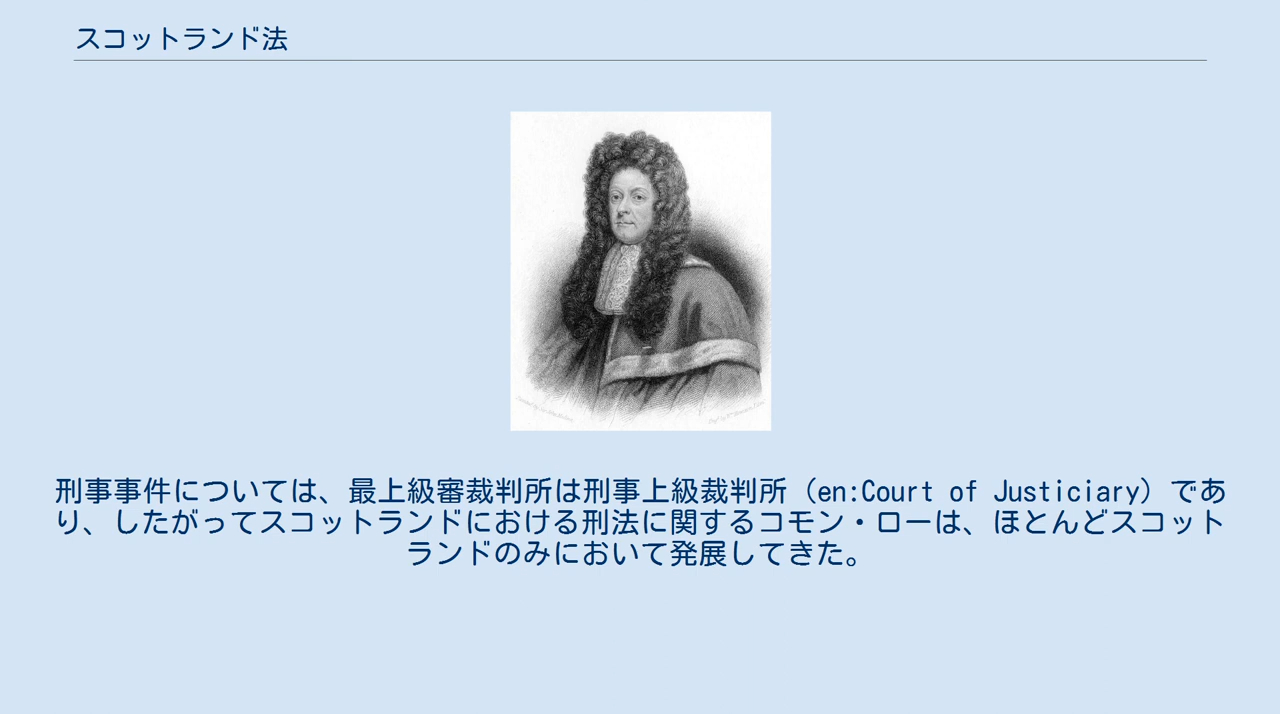 スコットランド法
刑事事件については、最上級審裁判所は刑事上級裁判所（en:Court of Justiciary）であ
り、したがってスコットランドにおける刑法に関するコモン・ローは、ほとんどスコット
ランドのみにおいて発展してきた。